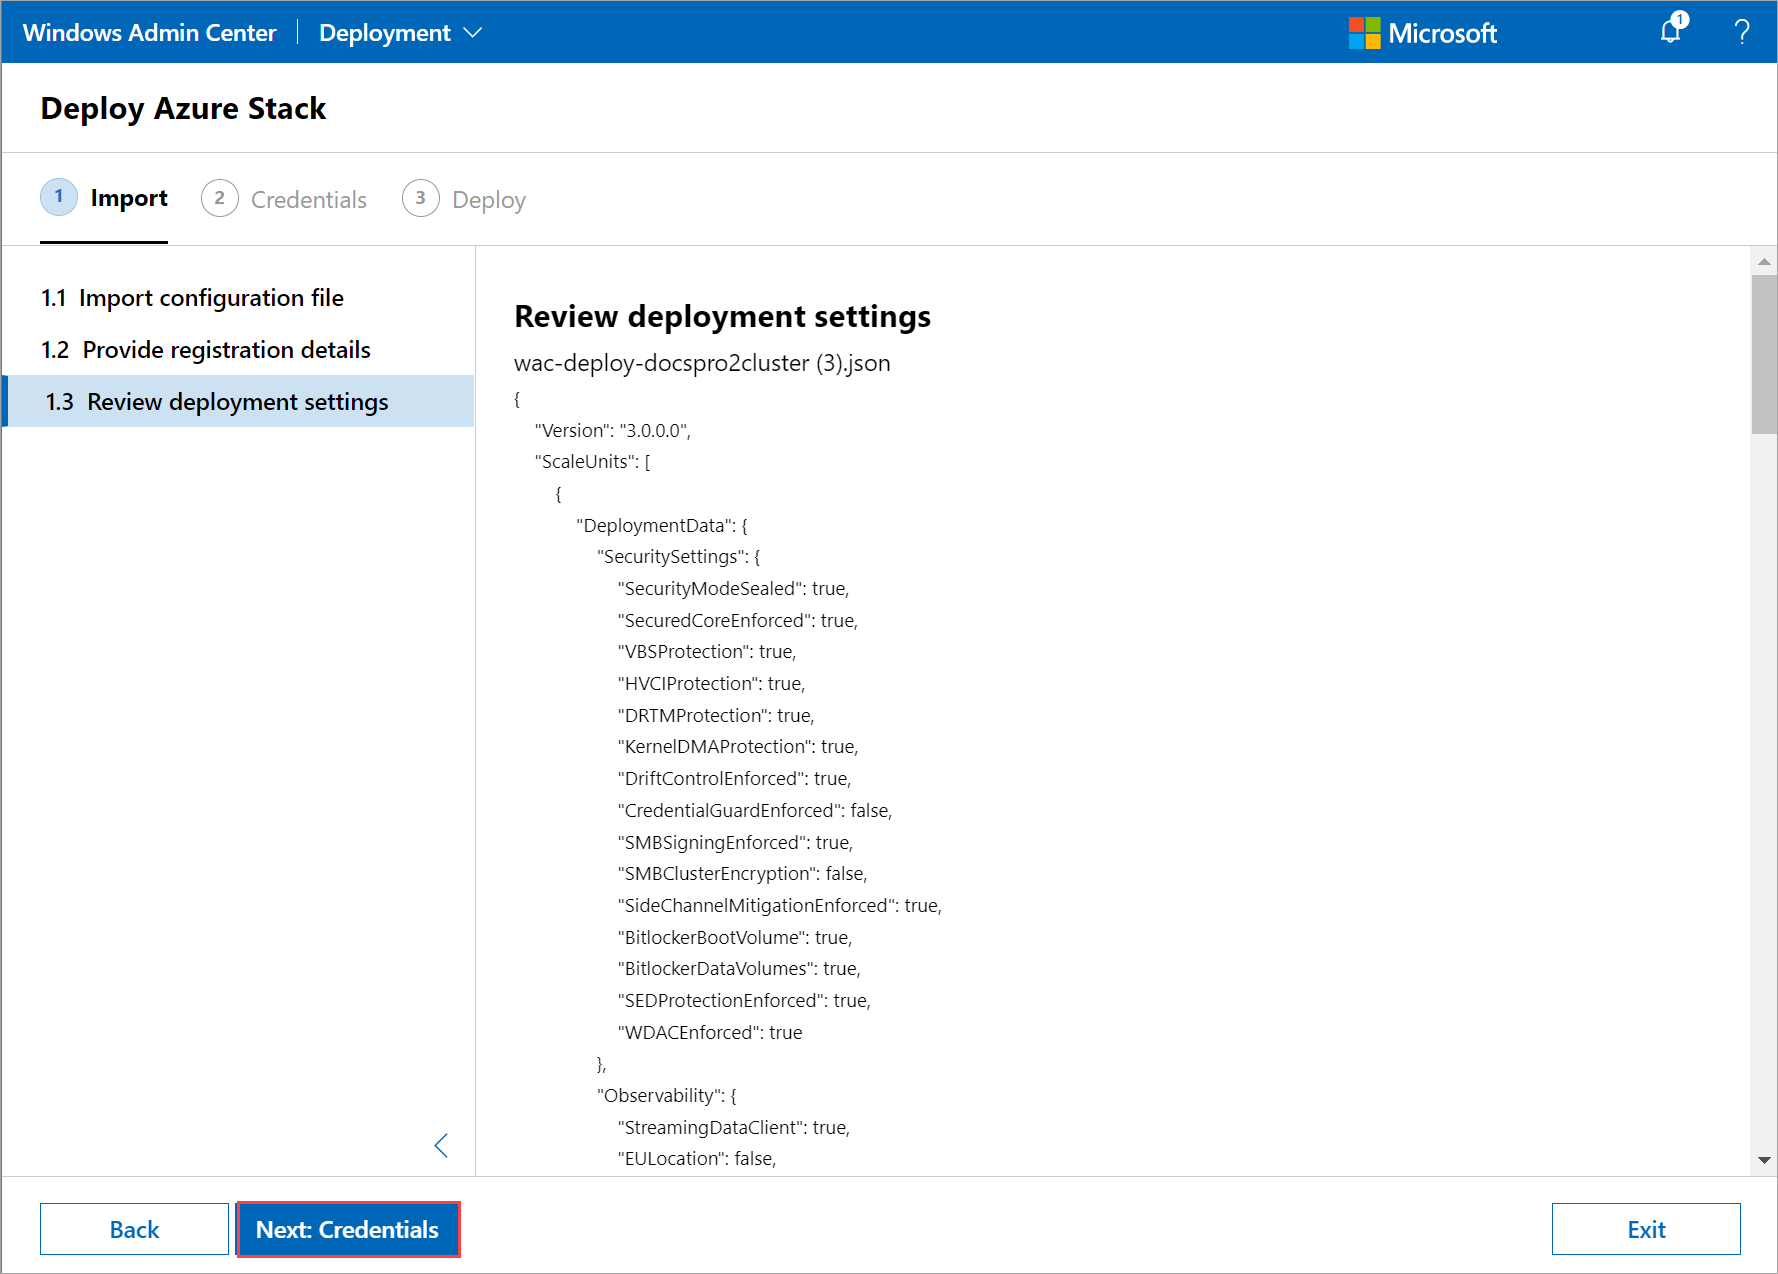 Windows Admin Center
Deployment
Microsoft
1
?
Deploy Azure Stack
1 Import
2 Credentials
3 Deploy
1.1 Import configuration file
1.2 Provide registration details
1.3 Review deployment settings
Review deployment settings
wac-deploy-docspro2cluster (3).json
{
"Version": "3.0.0.0",
"ScaleUnits": [
{
"DeploymentData": {
"SecuritySettings": {
"SecurityModeSealed": true,
"SecuredCoreEnforced": true,
"VBSProtection": true,
"HVCIProtection": true,
"DRTMProtection": true,
"KernelDMAProtection": true,
"DriftControlEnforced": true,
"CredentialGuardEnforced": false,
"SMBSigningEnforced": true,
"SMBClusterEncryption": false,
"SideChannelMitigationEnforced": true,
"BitlockerBootVolume": true,
"BitlockerDataVolumes": true,
"SEDProtectionEnforced": true,
"WDACEnforced": true
},
"Observability": {
"StreamingDataClient": true,
"EULocation": false,
Back
Next: Credentials
Exit